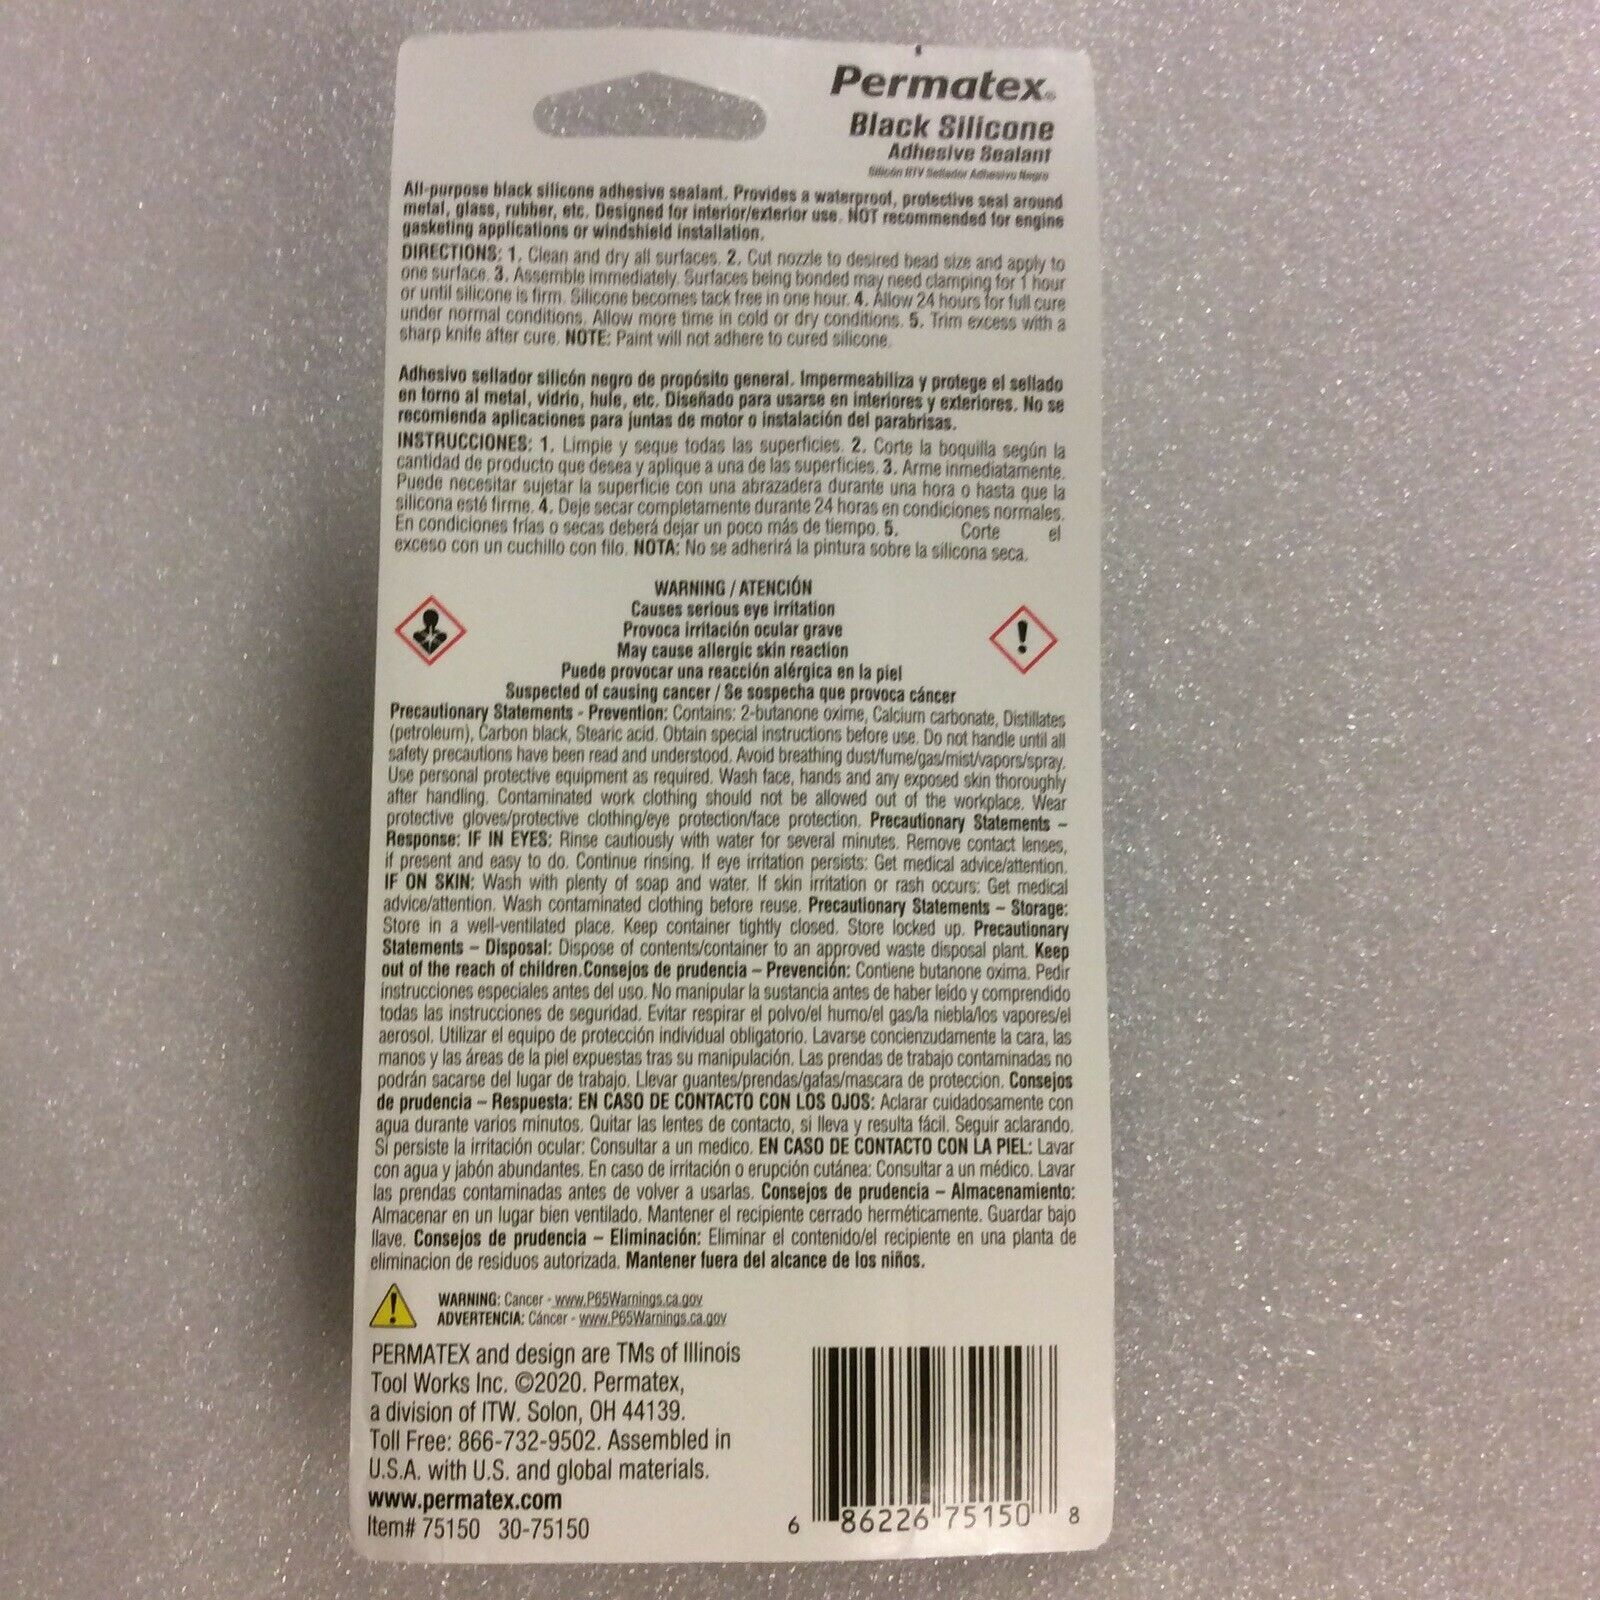 Permatex®
Black Silicone
Adhesive Sealant
Silicón RTV Sellador Adhesivo Negro
All-purpose black silicone adhesive sealant. Provides a waterproof, protective seal around
metal, glass, rubber, etc. Designed for interior/exterior use. NOT recommended for engine
gasketing applications or windshield installation.
DIRECTIONS: 1. Clean and dry all surfaces. 2. Cut nozzle to desired bead size and apply to
one surface. 3. Assemble immediately. Surfaces being bonded may need clamping for 1 hour
or until silicone is firm. Silicone becomes tack free in one hour. 4. Allow 24 hours for full cure
under normal conditions. Allow more time in cold or dry conditions. 5. Trim excess with a
sharp knife after cure. NOTE: Paint will not adhere to cured silicone.
Adhesivo sellador silicón negro de propósito general. Impermeabiliza y protege el sellado
en torno al metal, vidrio, hule, etc. Diseñado para usarse en interiores y exteriores. No se
recomienda aplicaciones para juntas de motor o instalación del parabrisas.
INSTRUCCIONES: 1. Limpie y seque todas las superficies. 2. Corte la boquilla según la
cantidad de producto que desea y aplique a una de las superficies. 3. Arme inmediatamente.
Puede necesitar sujetar la superficie con una abrazadera durante una hora o hasta que la
silicona esté firme. 4. Deje secar completamente durante 24 horas en condiciones normales.
En condiciones frías o secas deberá dejar un poco más de tiempo. 5. Corte el
exceso con un cuchillo con filo. NOTA: No se adherirá la pintura sobre la silicona seca.
WARNING / ATENCIÓN
Causes serious eye irritation
Provoca irritación ocular grave
May cause allergic skin reaction
Puede provocar una reacción alérgica en la piel
Suspected of causing cancer / Se sospecha que provoca cáncer
Precautionary Statements - Prevention: Contains: 2-butanone oxime, Calcium carbonate, Distillates
(petroleum), Carbon black, Stearic acid. Obtain special instructions before use. Do not handle until all
safety precautions have been read and understood. Avoid breathing dust/fume/gas/mist/vapors/spray.
Use personal protective equipment as required. Wash face, hands and any exposed skin thoroughly
after handling. Contaminated work clothing should not be allowed out of the workplace. Wear
protective gloves/protective clothing/eye protection/face protection. Precautionary Statements –
Response: IF IN EYES: Rinse cautiously with water for several minutes. Remove contact lenses,
if present and easy to do. Continue rinsing. If eye irritation persists: Get medical advice/attention.
IF ON SKIN: Wash with plenty of soap and water. If skin irritation or rash occurs: Get medical
advice/attention. Wash contaminated clothing before reuse. Precautionary Statements – Storage:
Store in a well-ventilated place. Keep container tightly closed. Store locked up. Precautionary
Statements – Disposal: Dispose of contents/container to an approved waste disposal plant. Keep
out of the reach of children.Consejos de prudencia – Prevención: Contiene butanone oxima. Pedir
instrucciones especiales antes del uso. No manipular la sustancia antes de haber leído y comprendido
todas las instrucciones de seguridad. Evitar respirar el polvo/el humo/el gas/la niebla/los vapores/el
aerosol. Utilizar el equipo de protección individual obligatorio. Lavarse concienzudamente la cara, las
manos y las áreas de la piel expuestas tras su manipulación. Las prendas de trabajo contaminadas no
podrán sacarse del lugar de trabajo. Llevar guantes/prendas/gafas/mascara de proteccion. Consejos
de prudencia – Respuesta: EN CASO DE CONTACTO CON LOS OJOS: Aclarar cuidadosamente con
agua durante varios minutos. Quitar las lentes de contacto, si lleva y resulta fácil. Seguir aclarando.
Si persiste la irritación ocular: Consultar a un medico. EN CASO DE CONTACTO CON LA PIEL: Lavar
con agua y jabón abundantes. En caso de irritación o erupción cutánea: Consultar a un médico. Lavar
las prendas contaminadas antes de volver a usarlas. Consejos de prudencia – Almacenamiento:
Almacenar en un lugar bien ventilado. Mantener el recipiente cerrado herméticamente. Guardar bajo
llave. Consejos de prudencia – Eliminación: Eliminar el contenido/el recipiente en una planta de
eliminacion de residuos autorizada. Mantener fuera del alcance de los niños.
WARNING: Cancer - www.P65Warnings.ca.gov
ADVERTENCIA: Cáncer - www.P65Warnings.ca.gov
PERMATEX and design are TMs of Illinois
Tool Works Inc. ©2020. Permatex,
a division of ITW. Solon, OH 44139.
Toll Free: 866-732-9502. Assembled in
U.S.A. with U.S. and global materials.
www.permatex.com
Item# 75150 30-75150
6 86226 75150 8